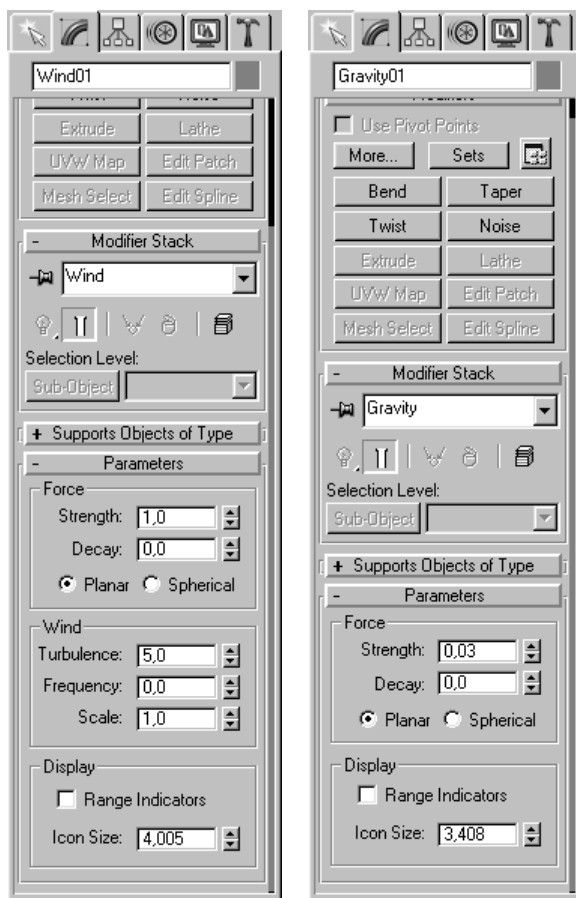 Wind01
Extrude Lathe
UVW Map Edit Patch
Mesh Select Edit Spline
- Modifier Stack
Wind
Selection Level:
Sub-Object
+ Supports Objects of Type
- Parameters
Force
Strength: 1,0
Decay: 0,0
Planar Spherical
Wind
Turbulence: 5,0
Frequency: 0,0
Scale: 1,0
Display
Range Indicators
Icon Size: 4,005
Gravity01
Use Pivot Points
More... Sets
Bend Taper
Twist Noise
Extrude Lathe
UVW Map Edit Patch
Mesh Select Edit Spline
- Modifier Stack
Gravity
Selection Level:
Sub-Object
+ Supports Objects of Type
- Parameters
Force
Strength: 0,03
Decay: 0,0
Planar Spherical
Display
Range Indicators
Icon Size: 3,408